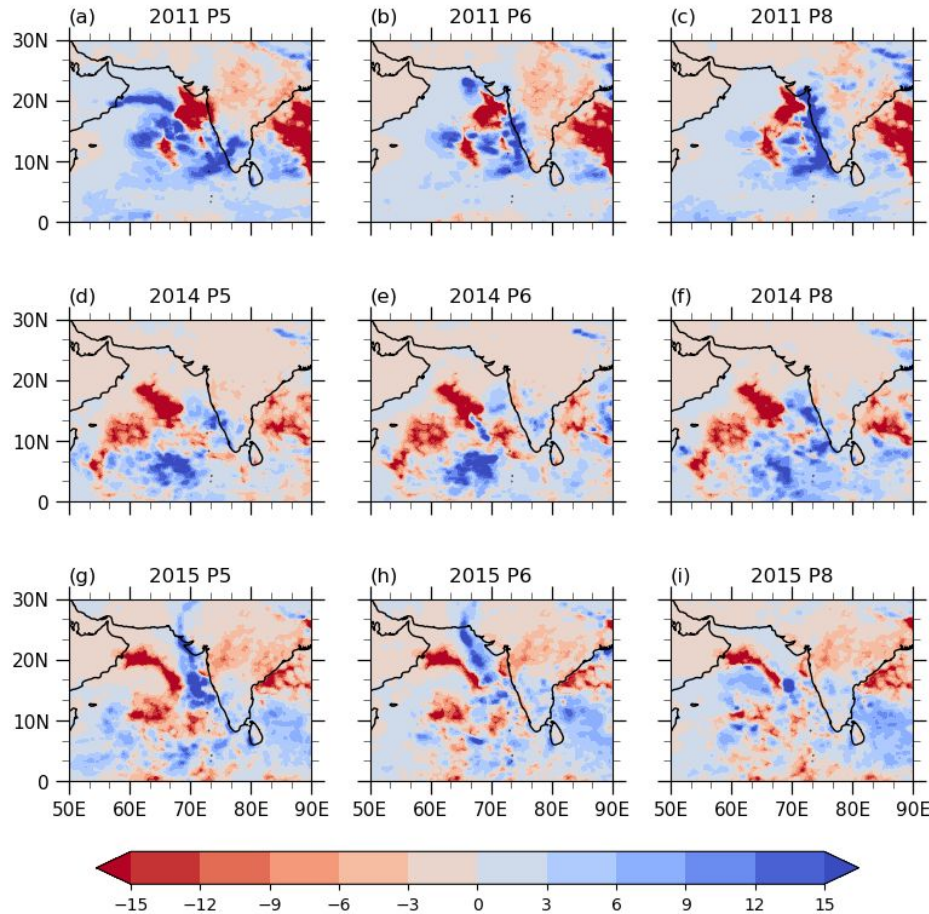 (a) 2011 P5
(b) 2011 P6
(c) 2011 P8
30N
20N
10N
0
(d) 2014 P5
(e) 2014 P6
(f) 2014 P8
30N
20N
10N
0
(g) 2015 P5
(h) 2015 P6
(i) 2015 P8
30N
20N
10N
0
50E 60E 70E 80E 90E 50E 60E 70E 80E 90E 50E 60E 70E 80E 90E
−15 −12 −9 −6 −3 0 3 6 9 12 15